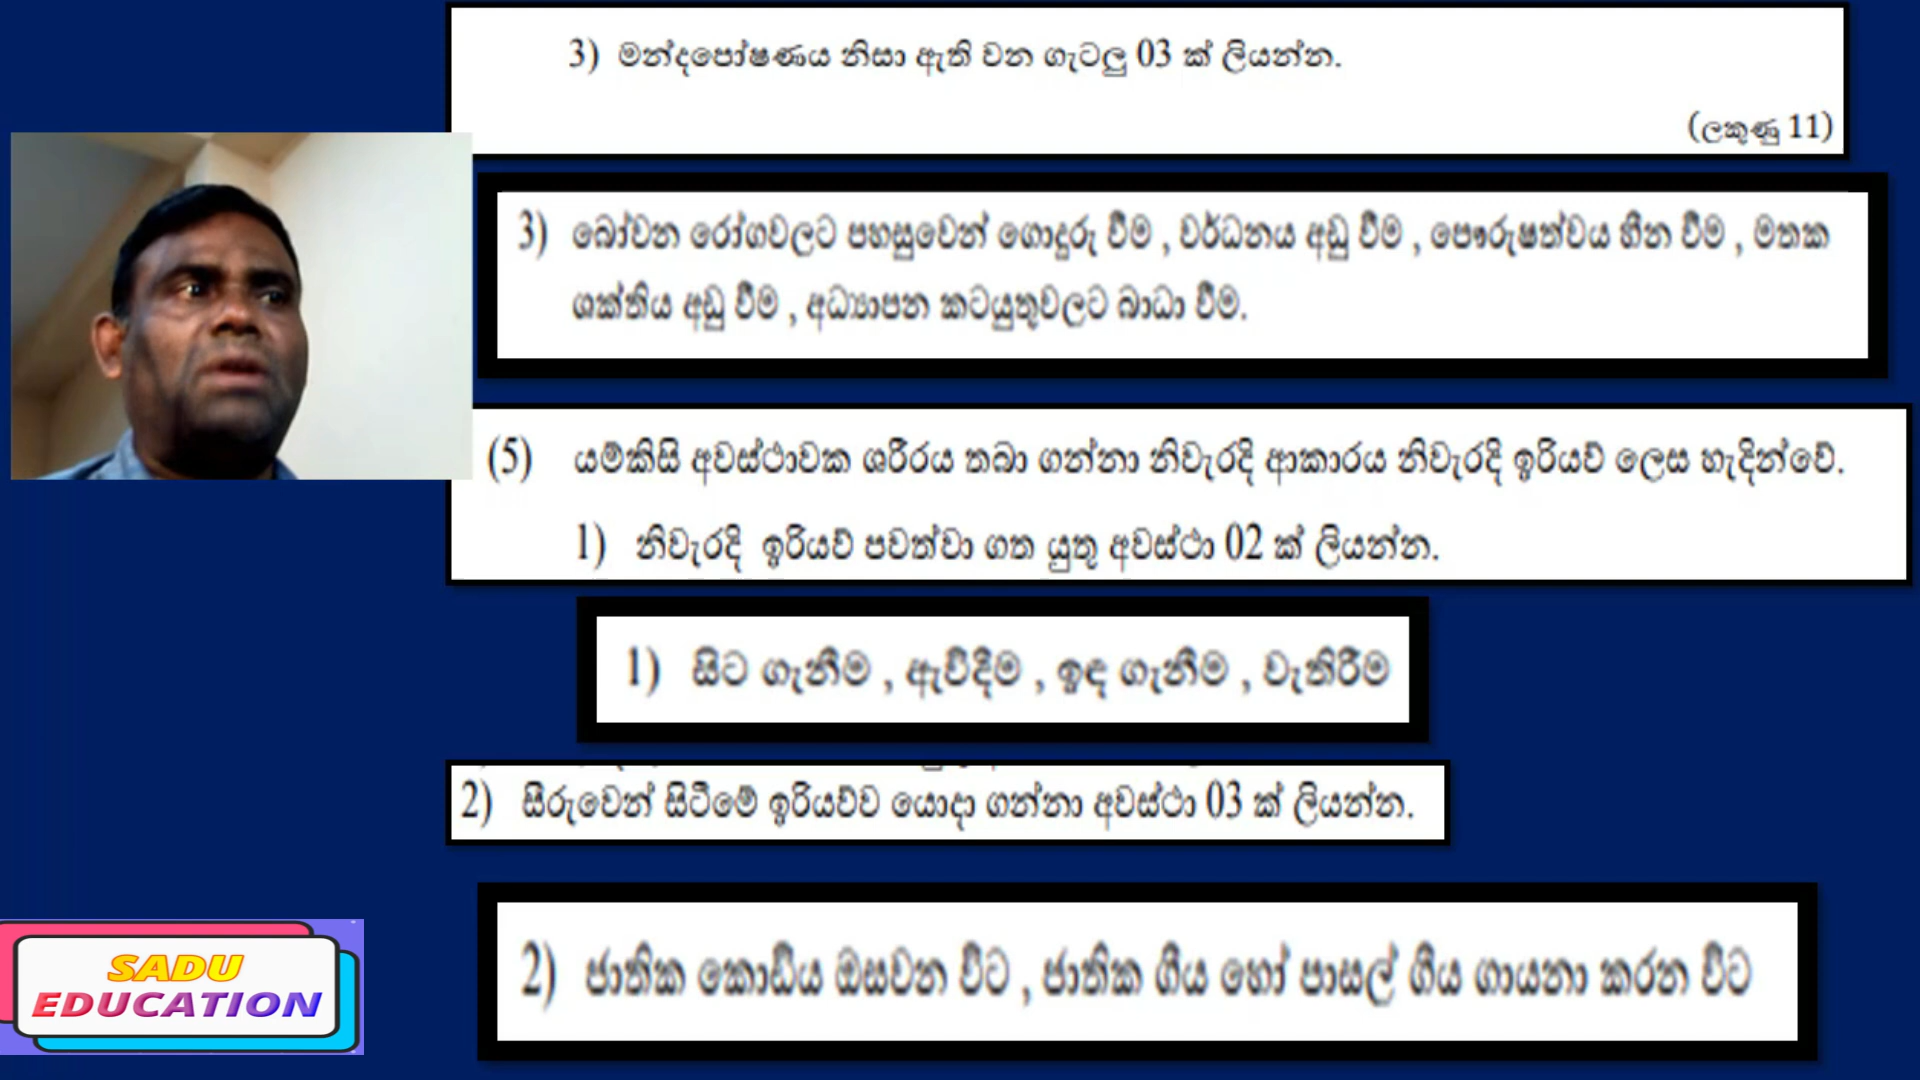 3) මන්දපෝෂණය නිසා ඇති වන ගැටලු 03 ක් ලියන්න.
(ලකුණු 11)
3) බෝවන රෝගවලට පහසුවෙන් ගොදුරු වීම , වර්ධනය අඩු වීම , පෞරුෂත්වය හීන වීම , මතක
ශක්තිය අඩු වීම , අධ්‍යාපන කටයුතුවලට බාධා වීම.
(5) යම්කිසි අවස්ථාවක ශරීරය තබා ගන්නා නිවැරදි ආකාරය නිවැරදි ඉරියව් ලෙස හැදින්වේ.
1) නිවැරදි ඉරියව් පවත්වා ගත යුතු අවස්ථා 02 ක් ලියන්න.
1) සිට ගැනීම , ඇවිදීම , ඉඳ ගැනීම , වැතිරීම
2) සීරුවෙන් සිටීමේ ඉරියව්ව යොදා ගන්නා අවස්ථා 03 ක් ලියන්න.
2) ජාතික කොඩිය ඔසවන විට , ජාතික ගීය හෝ පාසල් ගීය ගායනා කරන විට
SADU
EDUCATION